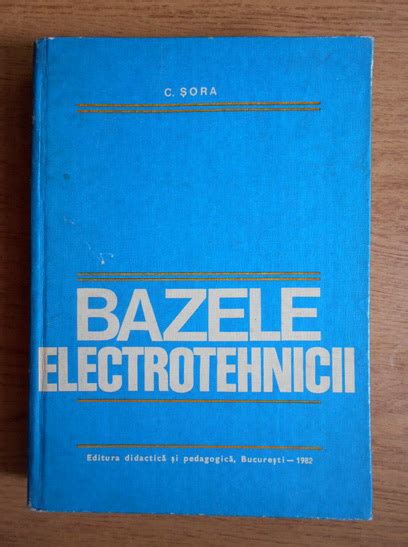 C. ȘORA
BAZELE
ELECTROTEHNICII
Editura didactică și pedagogică, București — 1982